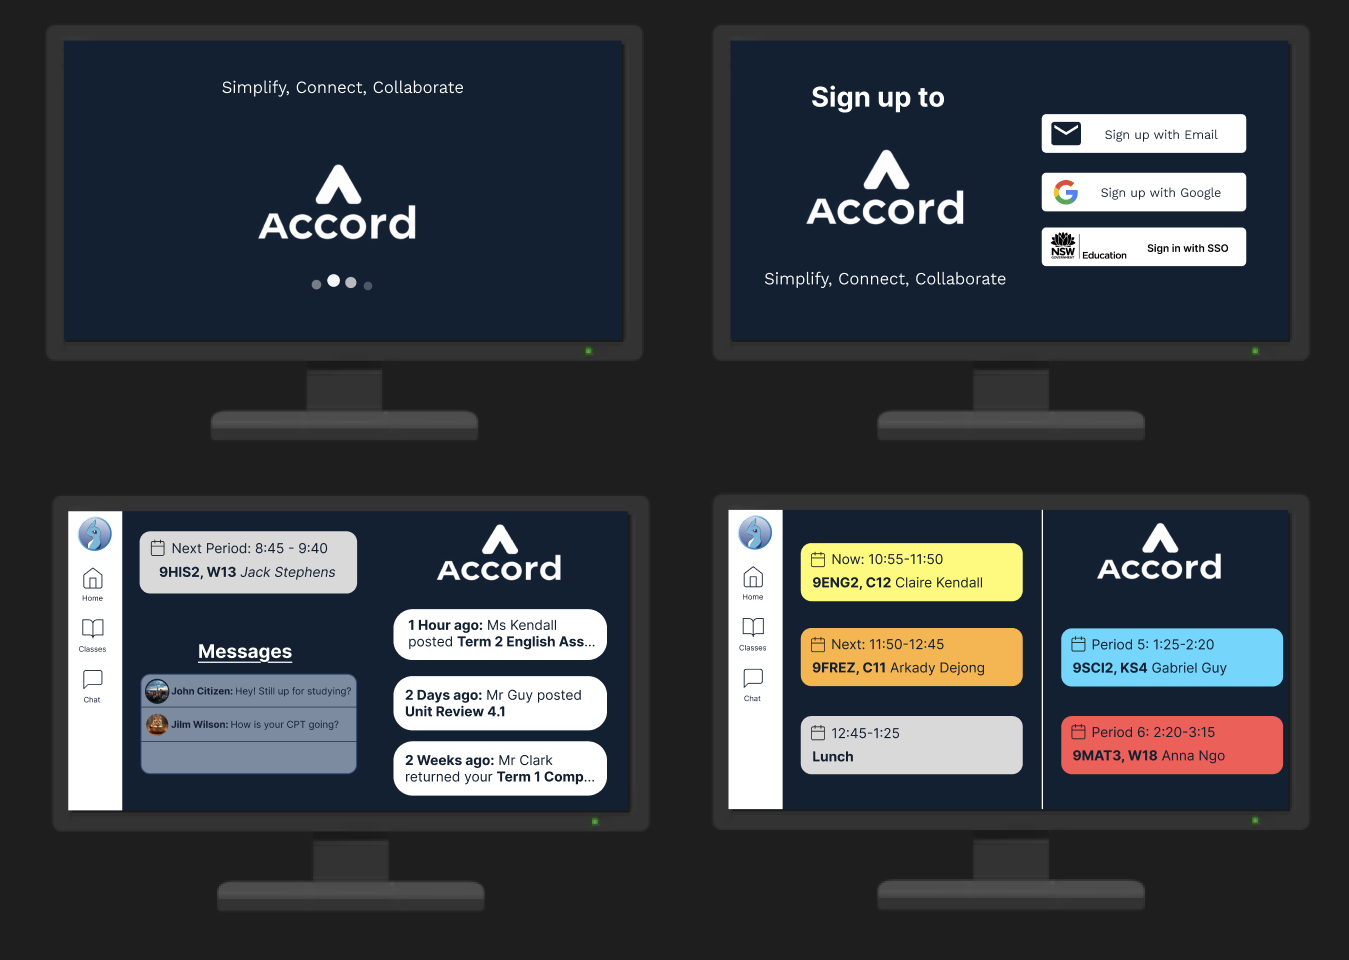 Simplify, Connect, Collaborate
Accord
Sign up to
Accord
Simplify, Connect, Collaborate
Sign up with Email
Sign up with Google
NSW
GOVERNMENT
Education
Sign in with SSO
Home
Classes
Chat
Next Period: 8:45 - 9:40
9HIS2, W13 Jack Stephens
Messages
John Citizen: Hey! Still up for studying?
Jilm Wilson: How is your CPT going?
Accord
1 Hour ago: Ms Kendall
posted Term 2 English Ass...
2 Days ago: Mr Guy posted
Unit Review 4.1
2 Weeks ago: Mr Clark
returned your Term 1 Comp...
Home
Classes
Chat
Now: 10:55-11:50
9ENG2, C12 Claire Kendall
Next: 11:50-12:45
9FREZ, C11 Arkady Dejong
12:45-1:25
Lunch
Accord
Period 5: 1:25-2:20
9SCI2, KS4 Gabriel Guy
Period 6: 2:20-3:15
9MAT3, W18 Anna Ngo